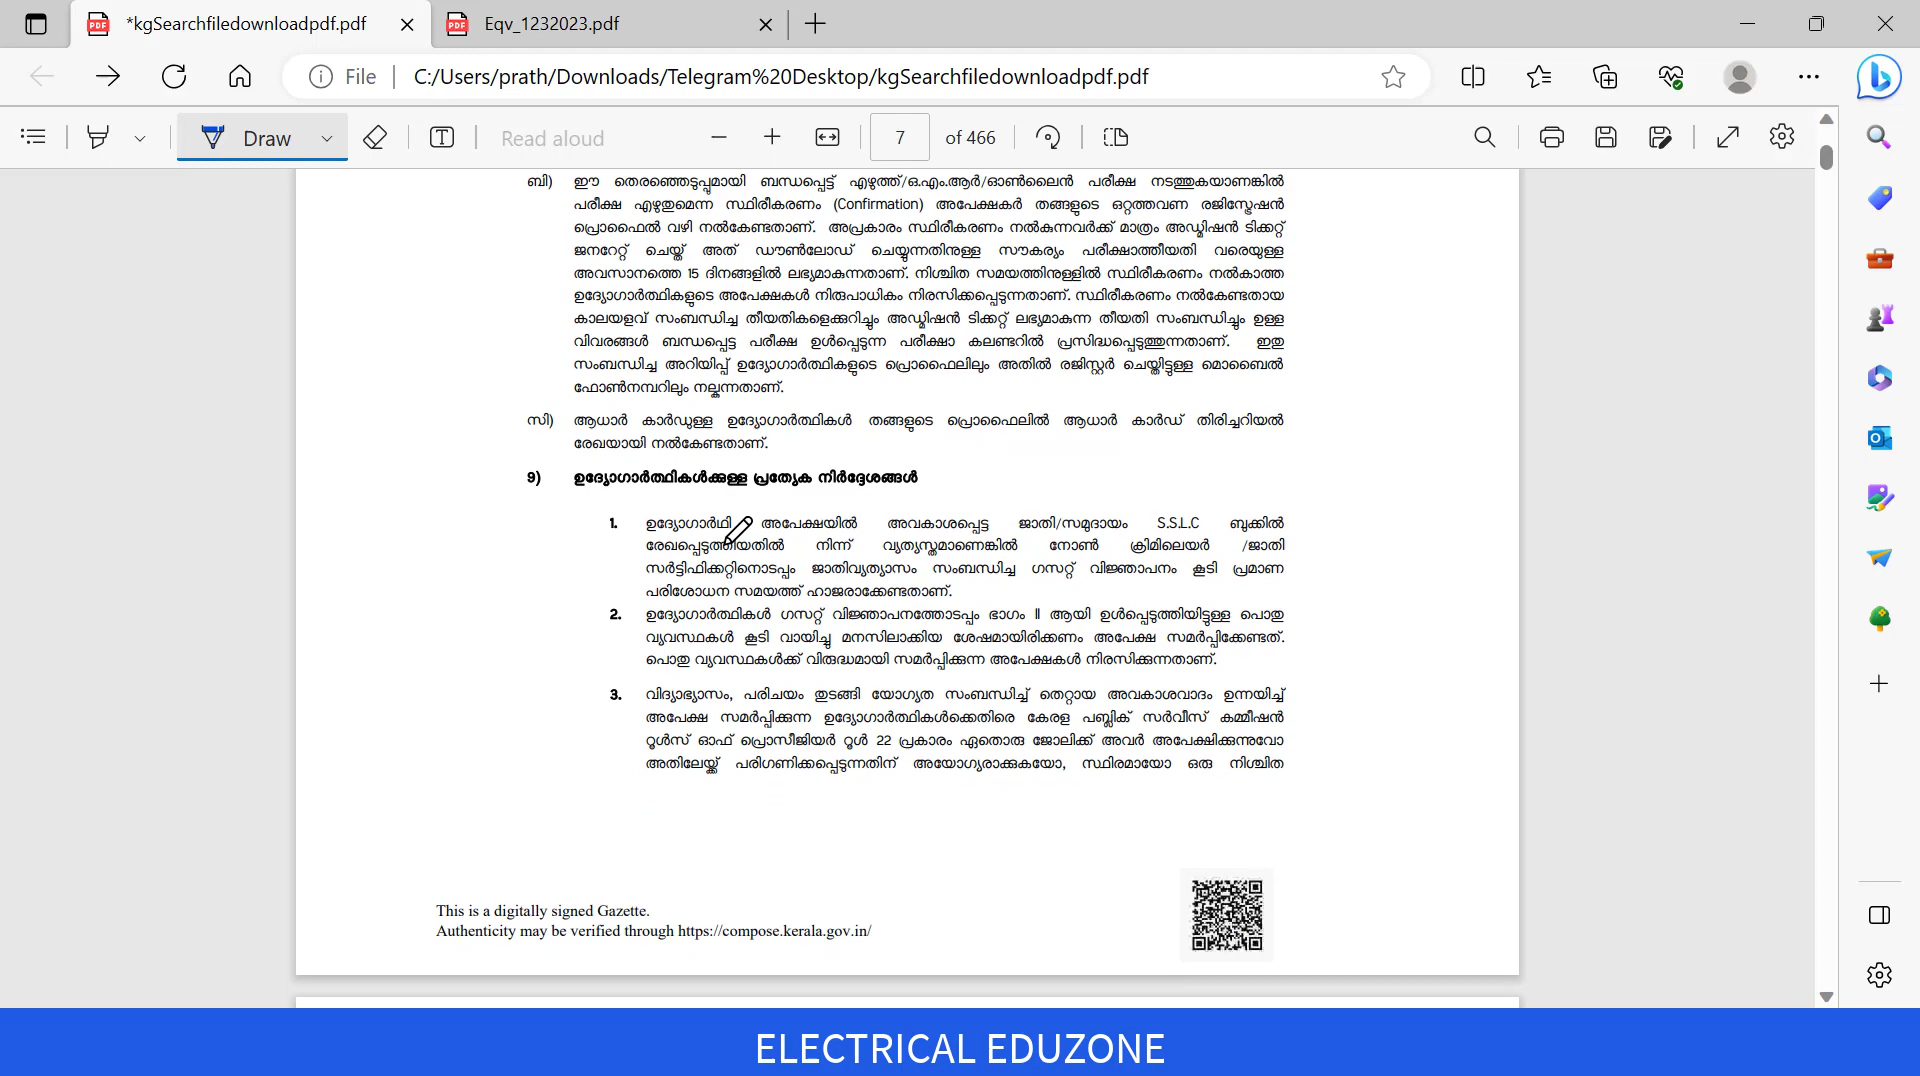 *kgSearchfiledownloadpdf.pdf
Eqv_1232023.pdf
File
C:/Users/prath/Downloads/Telegram%20Desktop/kgSearchfiledownloadpdf.pdf
Draw
Read aloud
7
of 466
ബി) ഈ തെരഞ്ഞെടുപ്പുമായി ബന്ധപ്പെട്ട് എഴുത്ത്/ഒ.എം.ആർ/ഓൺലൈൻ പരീക്ഷ നടത്തുകയാണെങ്കിൽ
പരീക്ഷ എഴുതുമെന്ന സ്ഥിരീകരണം (Confirmation) അപേക്ഷകർ തങ്ങളുടെ ഒറ്റത്തവണ രജിസ്ട്രേഷൻ
പ്രൊഫൈൽ വഴി നൽകേണ്ടതാണ്. അപ്രകാരം സ്ഥിരീകരണം നൽകുന്നവർക്ക് മാത്രം അഡ്മിഷൻ ടിക്കറ്റ്
ജനറേറ്റ് ചെയ്ത് അത് ഡൗൺലോഡ് ചെയ്യുന്നതിനുള്ള സൗകര്യം പരീക്ഷാത്തീയതി വരെയുള്ള
അവസാനത്തെ 15 ദിനങ്ങളിൽ ലഭ്യമാകുന്നതാണ്. നിശ്ചിത സമയത്തിനുള്ളിൽ സ്ഥിരീകരണം നൽകാത്ത
ഉദ്യോഗാർത്ഥികളുടെ അപേക്ഷകൾ നിരുപാധികം നിരസിക്കപ്പെടുന്നതാണ്. സ്ഥിരീകരണം നൽകേണ്ടതായ
കാലയളവ് സംബന്ധിച്ച തീയതികളെക്കുറിച്ചും അഡ്മിഷൻ ടിക്കറ്റ് ലഭ്യമാകുന്ന തീയതി സംബന്ധിച്ചും ഉള്ള
വിവരങ്ങൾ ബന്ധപ്പെട്ട പരീക്ഷ ഉൾപ്പെടുന്ന പരീക്ഷാ കലണ്ടറിൽ പ്രസിദ്ധപ്പെടുത്തുന്നതാണ്. ഇതു
സംബന്ധിച്ച അറിയിപ്പ് ഉദ്യോഗാർത്ഥികളുടെ പ്രൊഫൈലിലും അതിൽ രജിസ്റ്റർ ചെയ്തിട്ടുള്ള മൊബൈൽ
ഫോൺനമ്പറിലും നല്കുന്നതാണ്.
സി) ആധാർ കാർഡുള്ള ഉദ്യോഗാർത്ഥികൾ തങ്ങളുടെ പ്രൊഫൈലിൽ ആധാർ കാർഡ് തിരിച്ചറിയൽ
രേഖയായി നൽകേണ്ടതാണ്.
9) ഉദ്യോഗാർത്ഥികൾക്കുള്ള പ്രത്യേക നിർദ്ദേശങ്ങൾ
1. ഉദ്യോഗാർഥി അപേക്ഷയിൽ അവകാശപ്പെട്ട ജാതി/സമുദായം S.S.L.C ബുക്കിൽ
രേഖപ്പെടുത്തിയതിൽ നിന്ന് വ്യത്യസ്തമാണെങ്കിൽ നോൺ ക്രിമിലെയർ /ജാതി
സർട്ടിഫിക്കറ്റിനൊടപ്പം ജാതിവ്യത്യാസം സംബന്ധിച്ച ഗസറ്റ് വിജ്ഞാപനം കൂടി പ്രമാണ
പരിശോധന സമയത്ത് ഹാജരാക്കേണ്ടതാണ്.
2. ഉദ്യോഗാർത്ഥികൾ ഗസറ്റ് വിജ്ഞാപനത്തോടപ്പം ഭാഗം II ആയി ഉൾപ്പെടുത്തിയിട്ടുള്ള പൊതു
വ്യവസ്ഥകൾ കൂടി വായിച്ചു മനസിലാക്കിയ ശേഷമായിരിക്കണം അപേക്ഷ സമർപ്പിക്കേണ്ടത്.
പൊതു വ്യവസ്ഥകൾക്ക് വിരുദ്ധമായി സമർപ്പിക്കുന്ന അപേക്ഷകൾ നിരസിക്കുന്നതാണ്.
3. വിദ്യാഭ്യാസം, പരിചയം തുടങ്ങി യോഗ്യത സംബന്ധിച്ച് തെറ്റായ അവകാശവാദം ഉന്നയിച്ച്
അപേക്ഷ സമർപ്പിക്കുന്ന ഉദ്യോഗാർത്ഥികൾക്കെതിരെ കേരള പബ്ലിക് സർവീസ് കമ്മീഷൻ
റൂൾസ് ഓഫ് പ്രൊസീജിയർ റൂൾ 22 പ്രകാരം ഏതൊരു ജോലിക്ക് അവർ അപേക്ഷിക്കുന്നുവോ
അതിലേയ്ക്ക് പരിഗണിക്കപ്പെടുന്നതിന് അയോഗ്യരാക്കുകയോ, സ്ഥിരമായോ ഒരു നിശ്ചിത
This is a digitally signed Gazette.
Authenticity may be verified through https://compose.kerala.gov.in/
ELECTRICAL EDUZONE